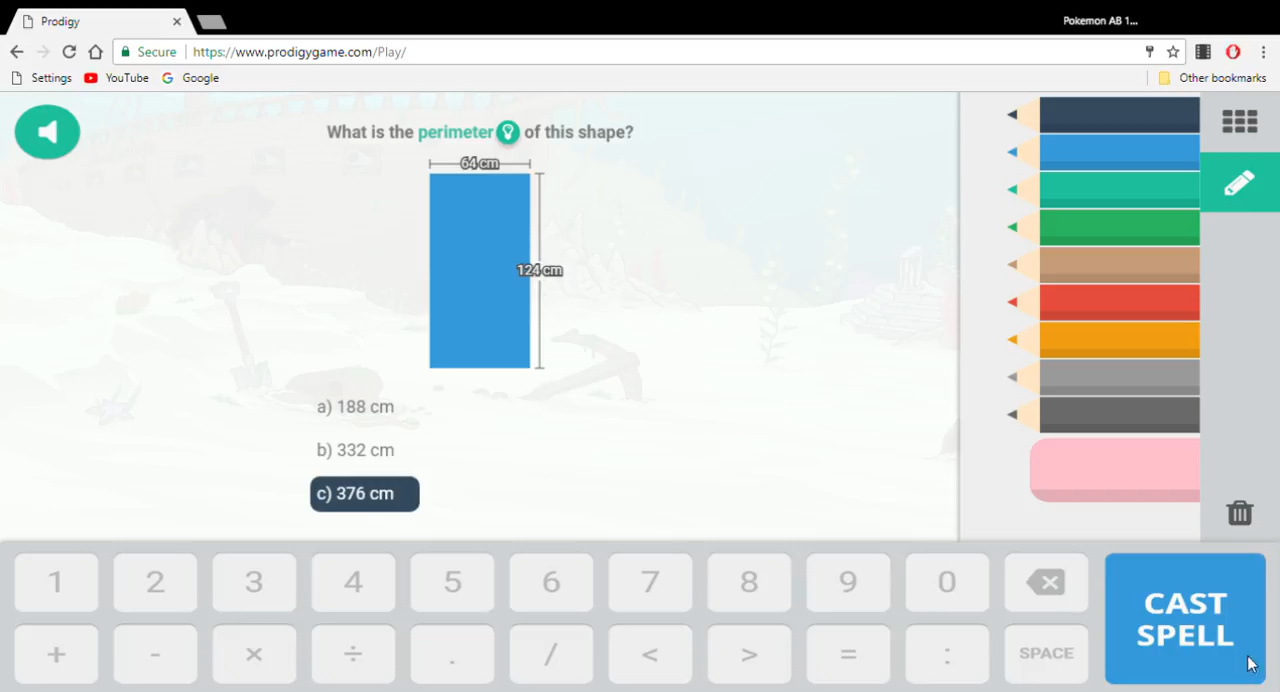 Prodigy
Pokemon AB 1...
Secure
https://www.prodigygame.com/Play/
Settings
YouTube
Google
Other bookmarks
What is the perimeter of this shape?
64 cm
124 cm
a) 188 cm
b) 332 cm
c) 376 cm
1 2 3 4 5 6 7 8 9 0
+ - × ÷ . / < > = : SPACE
CAST
SPELL